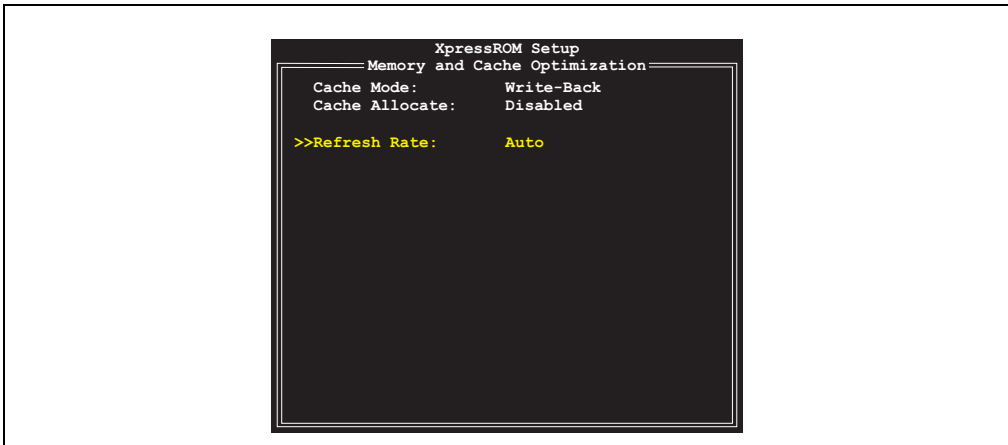 XpressROM Setup
Memory and Cache Optimization
Cache Mode: Write-Back
Cache Allocate: Disabled
>>Refresh Rate: Auto